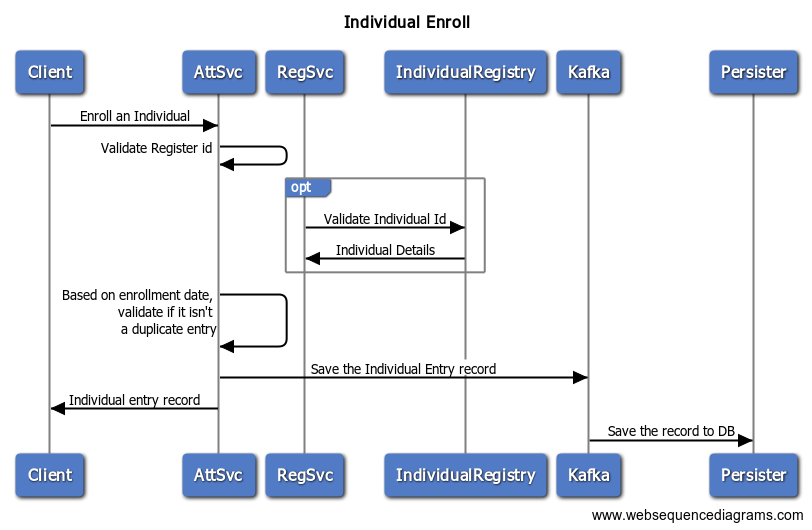 Individual Enroll
Client AttSvc RegSvc IndividualRegistry Kafka Persister
Enroll an Individual
Validate Register id
opt
Validate Individual Id
Individual Details
Based on enrollment date,
validate if it isn't
a duplicate entry
Save the Individual Entry record
Individual entry record
Save the record to DB
Client AttSvc RegSvc IndividualRegistry Kafka Persister
www.websequencediagrams.com